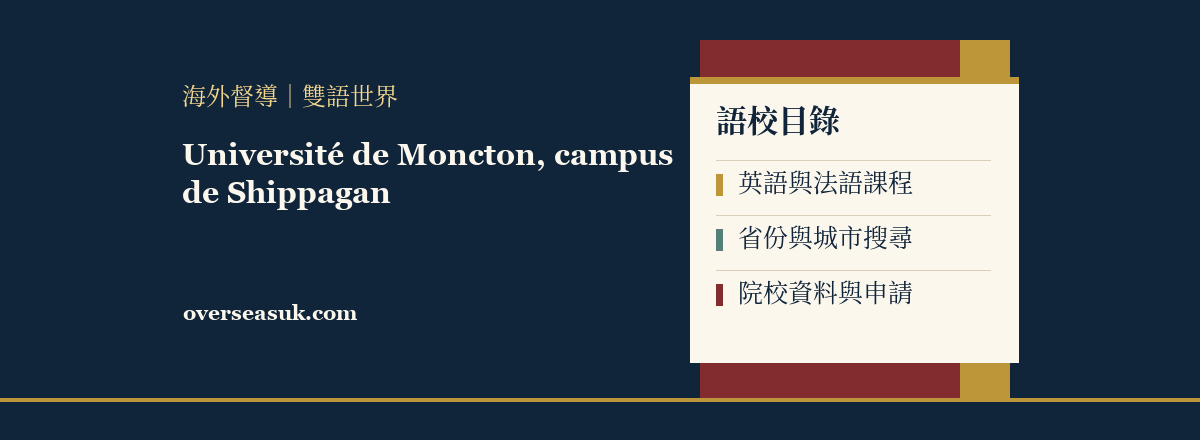 海外督導｜雙語世界
Université de Moncton, campus
de Shippagan
overseasuk.com
語校目錄
英語與法語課程
省份與城市搜尋
院校資料與申請